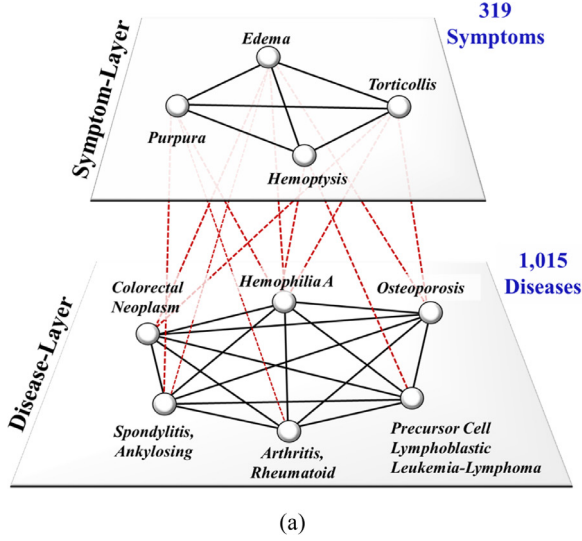 319
Symptoms
Symptom-Layer
Edema
Torticollis
Purpura
Hemoptysis
1,015
Diseases
Disease-Layer
Colorectal
Neoplasm
Hemophilia A
Osteoporosis
Spondylitis,
Ankylosing
Arthritis,
Rheumatoid
Precursor Cell
Lymphoblastic
Leukemia-Lymphoma
(a)